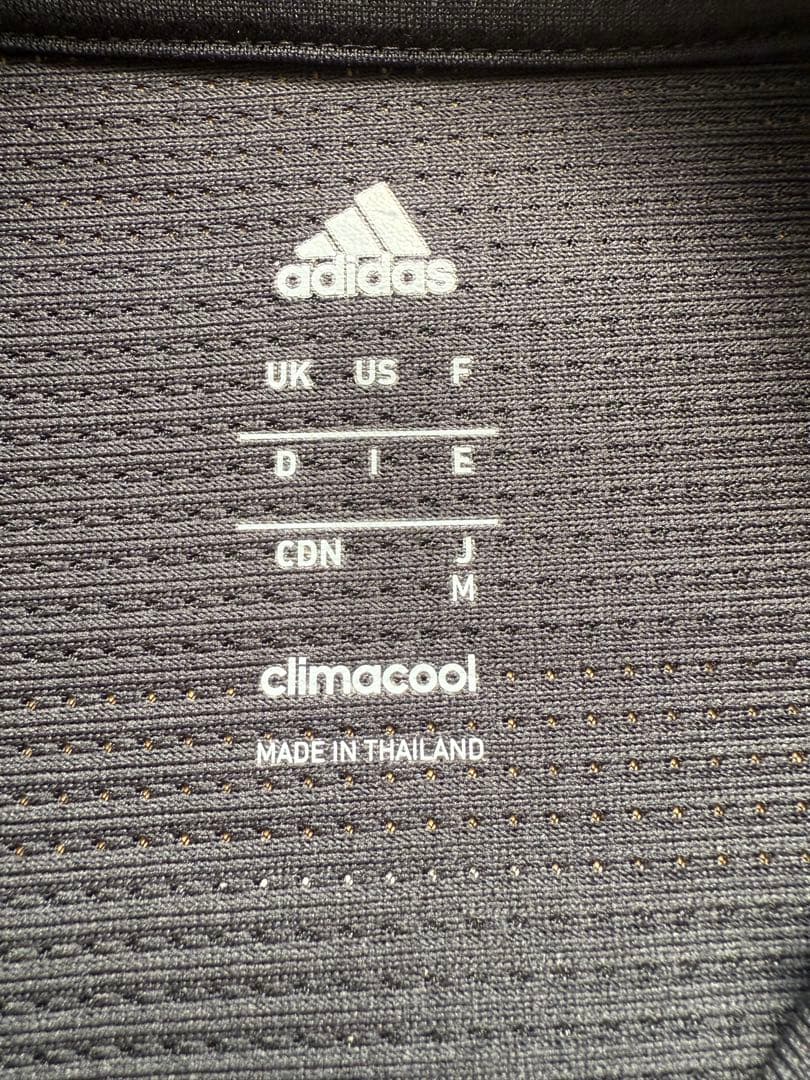 adidas
UK US F
D I E
CDN J
M
climacool
MADE IN THAILAND